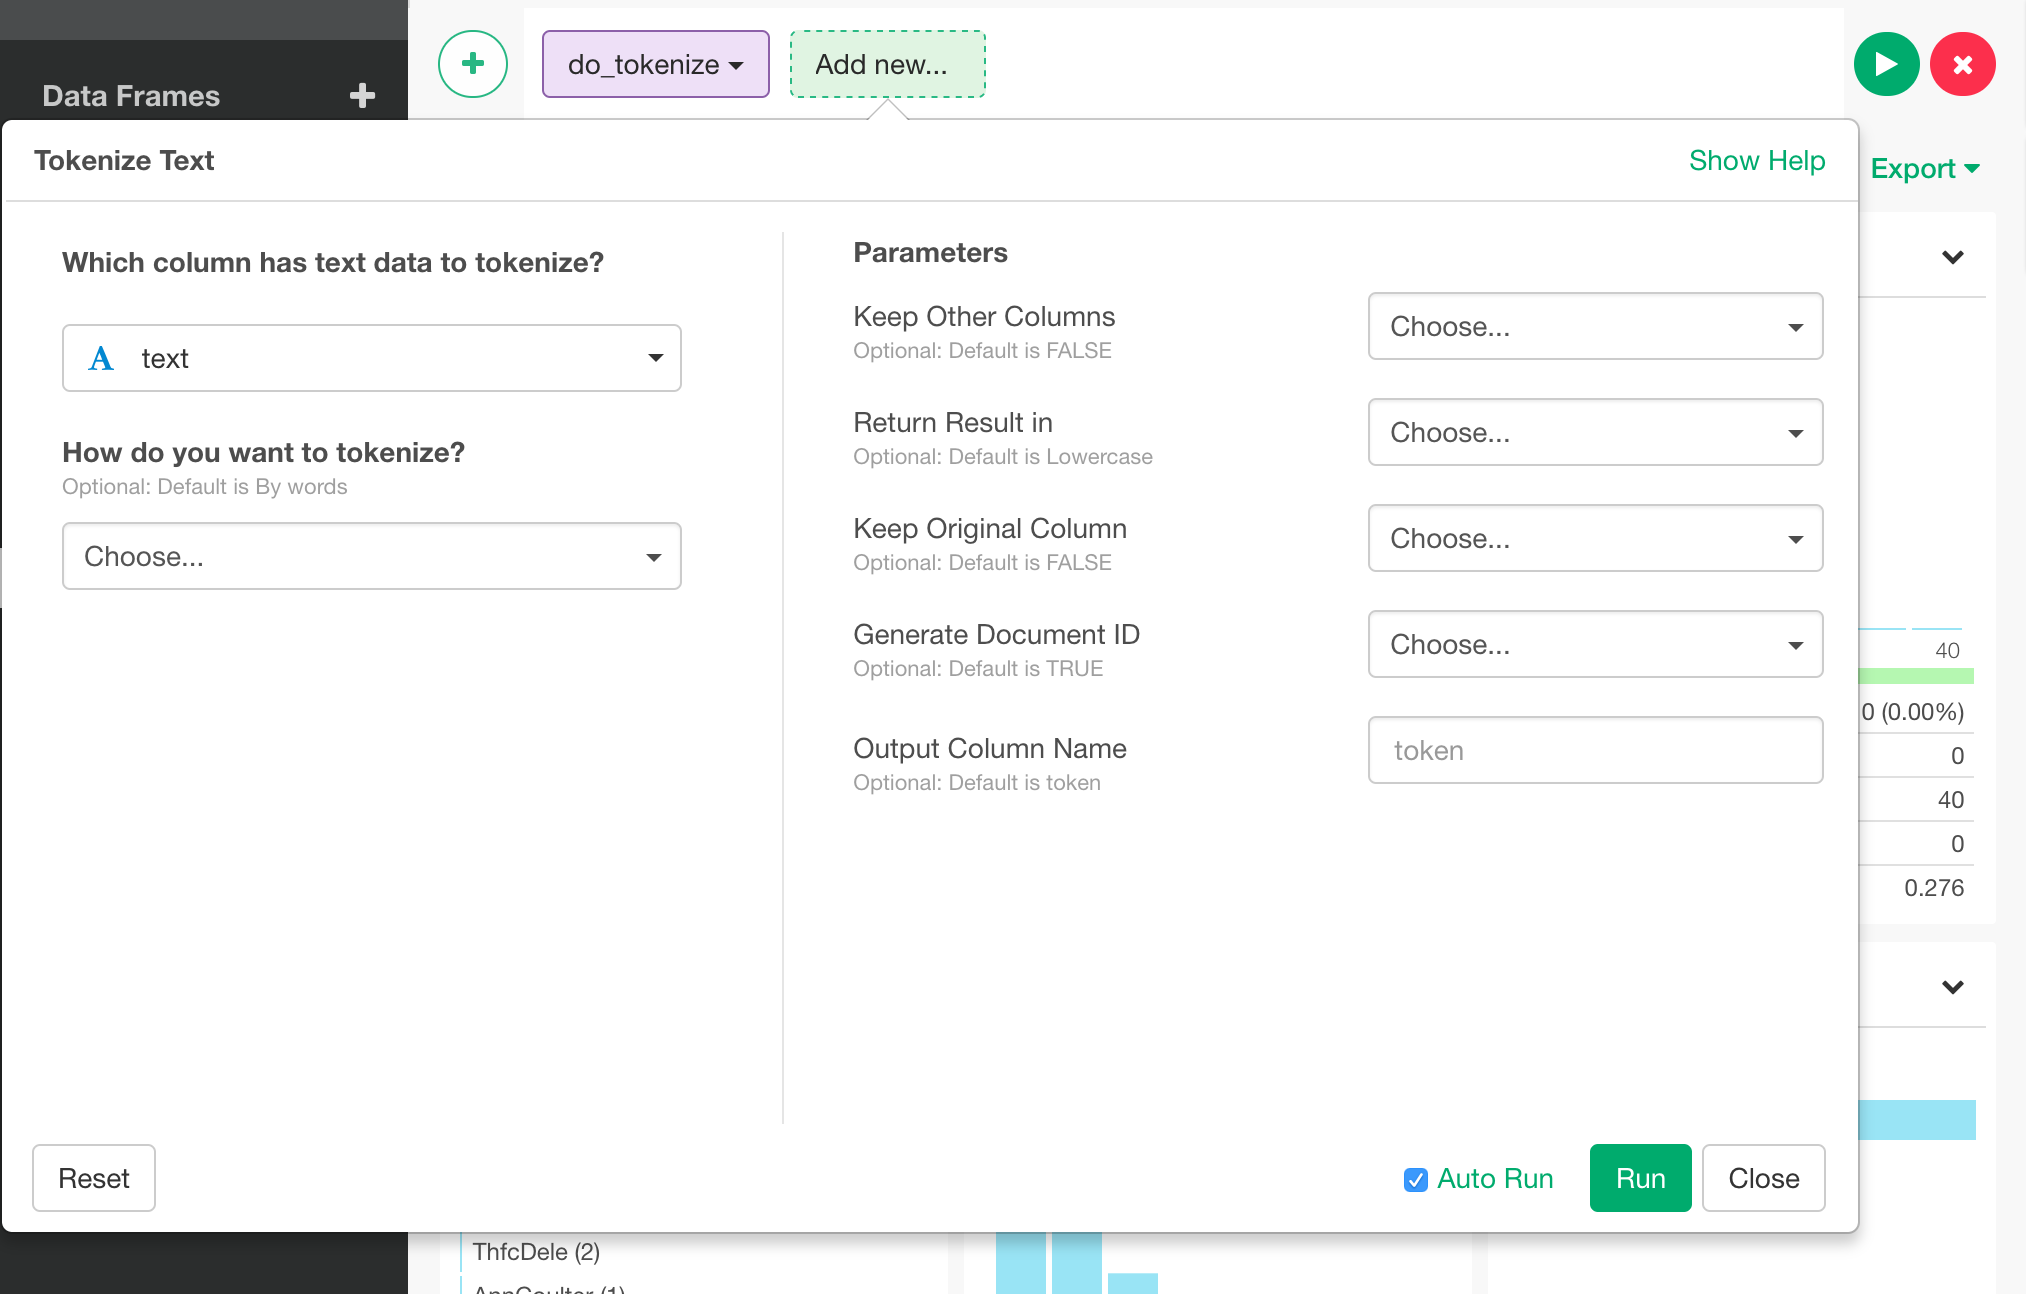 Data Frames
do_tokenize
Add new...
Tokenize Text
Show Help
Export
Which column has text data to tokenize?
A text
How do you want to tokenize?
Optional: Default is By words
Choose...
Parameters
Keep Other Columns
Optional: Default is FALSE
Choose...
Return Result in
Optional: Default is Lowercase
Choose...
Keep Original Column
Optional: Default is FALSE
Choose...
Generate Document ID
Optional: Default is TRUE
Choose...
Output Column Name
Optional: Default is token
token
40
0 (0.00%)
0
40
0
0.276
Reset
Auto Run
Run
Close
ThfcDele (2)
AnnCoulter (1)